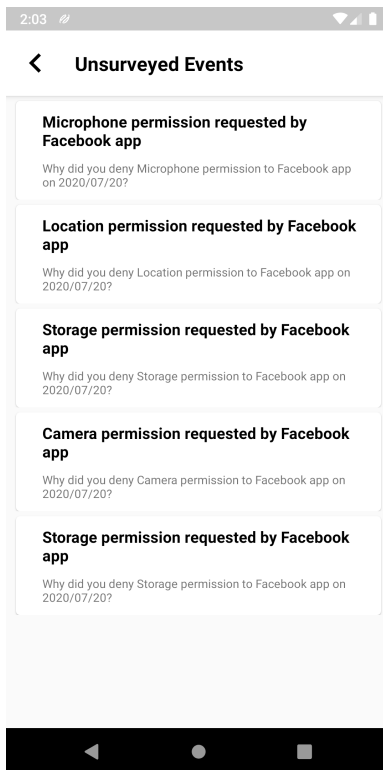 2:03
Unsurveyed Events
Microphone permission requested by
Facebook app
Why did you deny Microphone permission to Facebook app
on 2020/07/20?
Location permission requested by Facebook
app
Why did you deny Location permission to Facebook app on
2020/07/20?
Storage permission requested by Facebook
app
Why did you deny Storage permission to Facebook app on
2020/07/20?
Camera permission requested by Facebook
app
Why did you deny Camera permission to Facebook app on
2020/07/20?
Storage permission requested by Facebook
app
Why did you deny Storage permission to Facebook app on
2020/07/20?